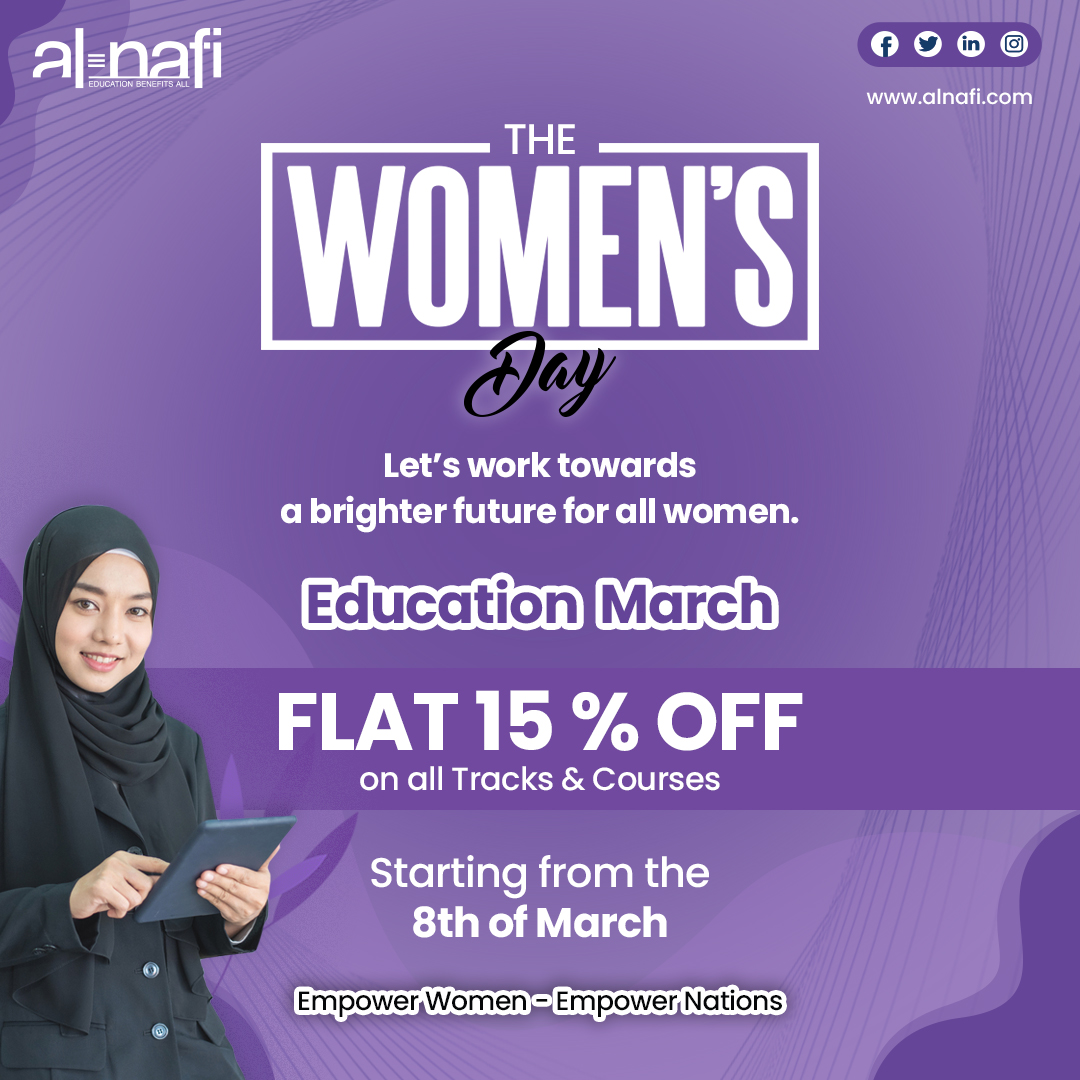 al-nafi
EDUCATION BENEFITS ALL
www.alnafi.com
THE
WOMEN'S
Day
Let's work towards
a brighter future for all women.
Education March
FLAT 15 % OFF
on all Tracks & Courses
Starting from the
8th of March
Empower Women - Empower Nations